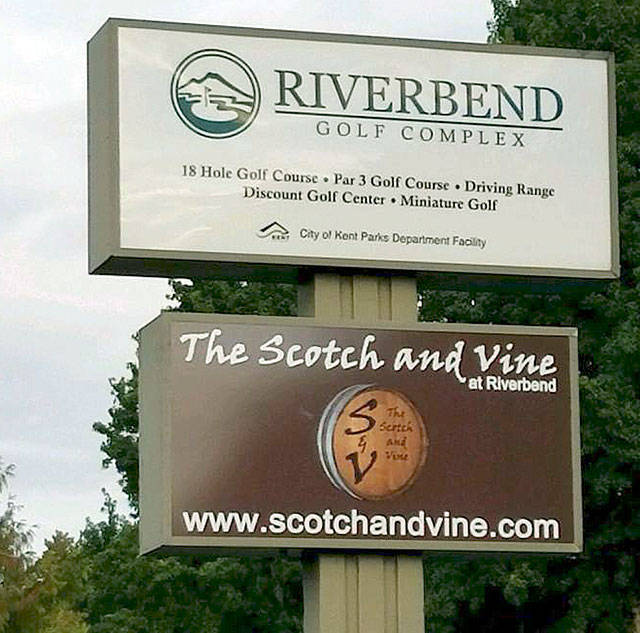 RIVERBEND
GOLF COMPLEX
18 Hole Golf Course • Par 3 Golf Course • Driving Range
Discount Golf Center • Miniature Golf
KENT
City of Kent Parks Department Facility
The Scotch and Vine
at Riverbend
S
&
V
The
Scotch
and
Vine
www.scotchandvine.com